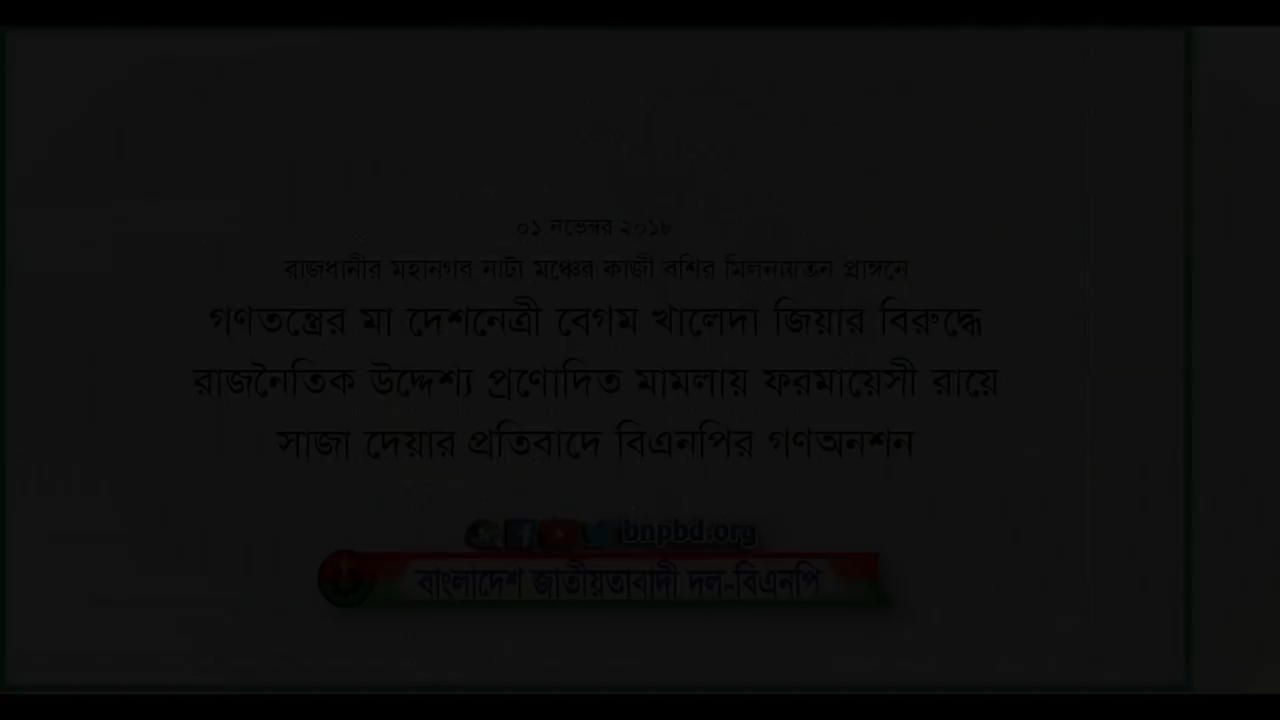 ০১ নভেম্বর ২০১৮
রাজধানীর মহানগর নাট্য মঞ্চের কাজী বশির মিলনায়তন প্রাঙ্গনে
গণতন্ত্রের মা দেশনেত্রী বেগম খালেদা জিয়ার বিরুদ্ধে
রাজনৈতিক উদ্দেশ্য প্রণোদিত মামলায় ফরমায়েসী রায়ে
সাজা দেয়ার প্রতিবাদে বিএনপির গণঅনশন
bnpbd.org
বাংলাদেশ জাতীয়তাবাদী দল-বিএনপি